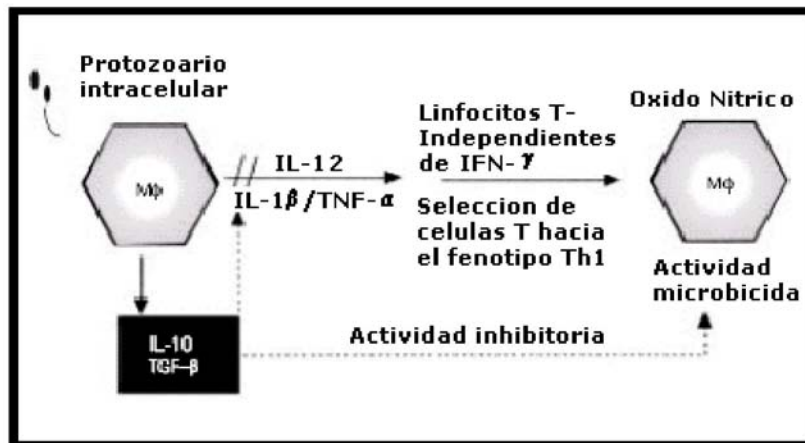 Protozoario
intracelular
Mϕ
IL-12
IL-1β/TNF-α
Linfocitos T-
Independientes
de IFN-γ
Seleccion de
celulas T hacia
el fenotipo Th1
Oxido Nitrico
Mϕ
Actividad
microbicida
IL-10
TGF-β
Actividad inhibitoria